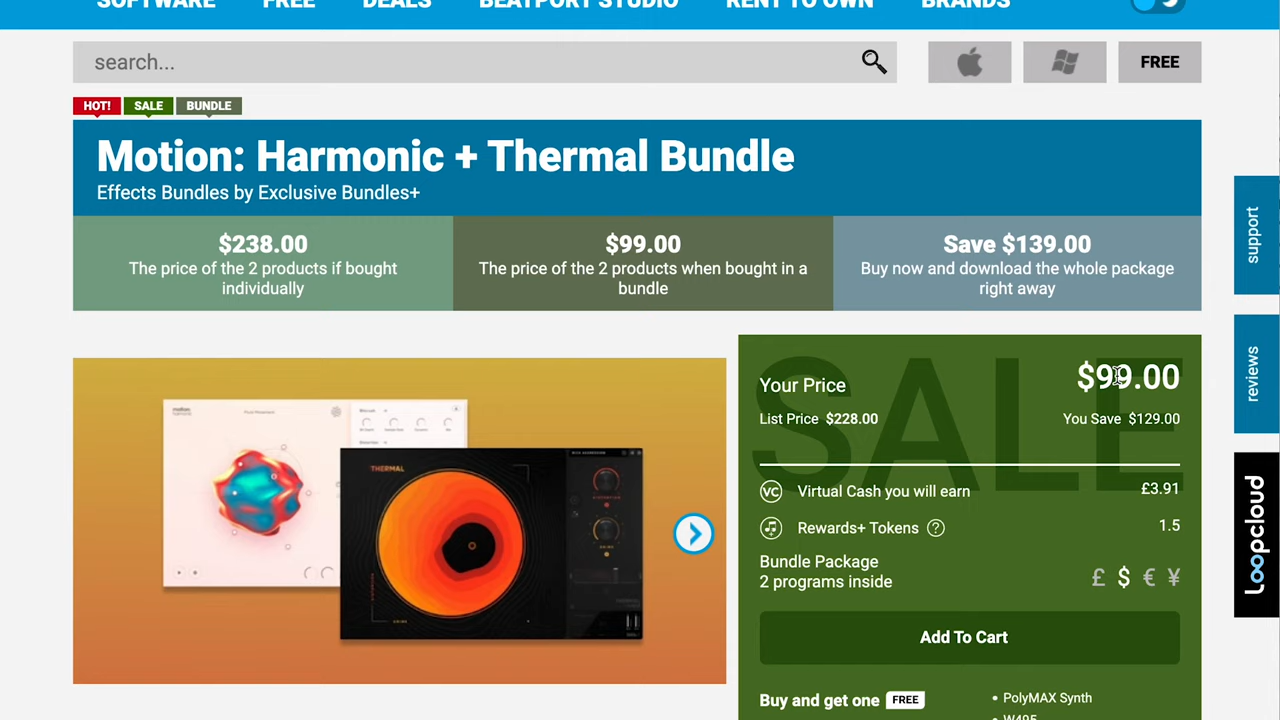 SOFTWARE FREE DEALS BEATPORT STUDIO RENT TO OWN BRANDS
search...
FREE
HOT! SALE BUNDLE
Motion: Harmonic + Thermal Bundle
Effects Bundles by Exclusive Bundles+
$238.00
The price of the 2 products if bought
individually
$99.00
The price of the 2 products when bought in a
bundle
Save $139.00
Buy now and download the whole package
right away
support
reviews
Loopcloud
THERMAL
SALE
Your Price $99.00
List Price $228.00 You Save $129.00
VC Virtual Cash you will earn £3.91
Rewards+ Tokens ? 1.5
Bundle Package
2 programs inside
£ $ € ¥
Add To Cart
Buy and get one FREE
• PolyMAX Synth
• W495